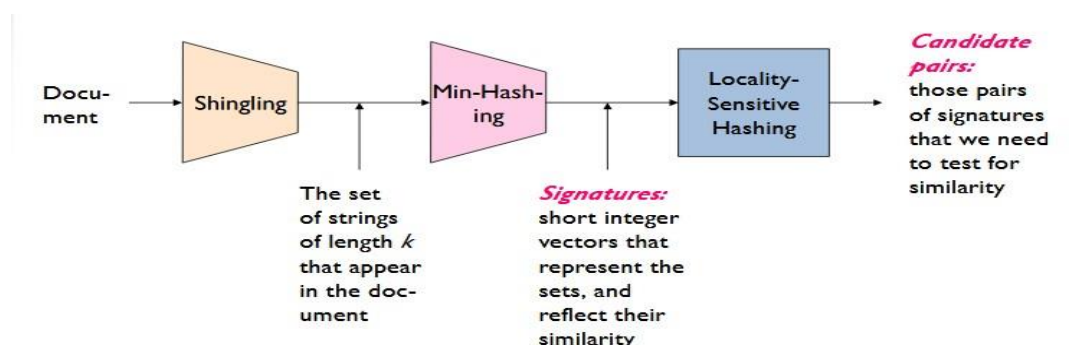 Docu-
ment
Shingling
The set
of strings
of length k
that appear
in the doc-
ument
Min-Hash-
ing
Signatures:
short integer
vectors that
represent the
sets, and
reflect their
similarity
Locality-
Sensitive
Hashing
Candidate
pairs:
those pairs
of signatures
that we need
to test for
similarity